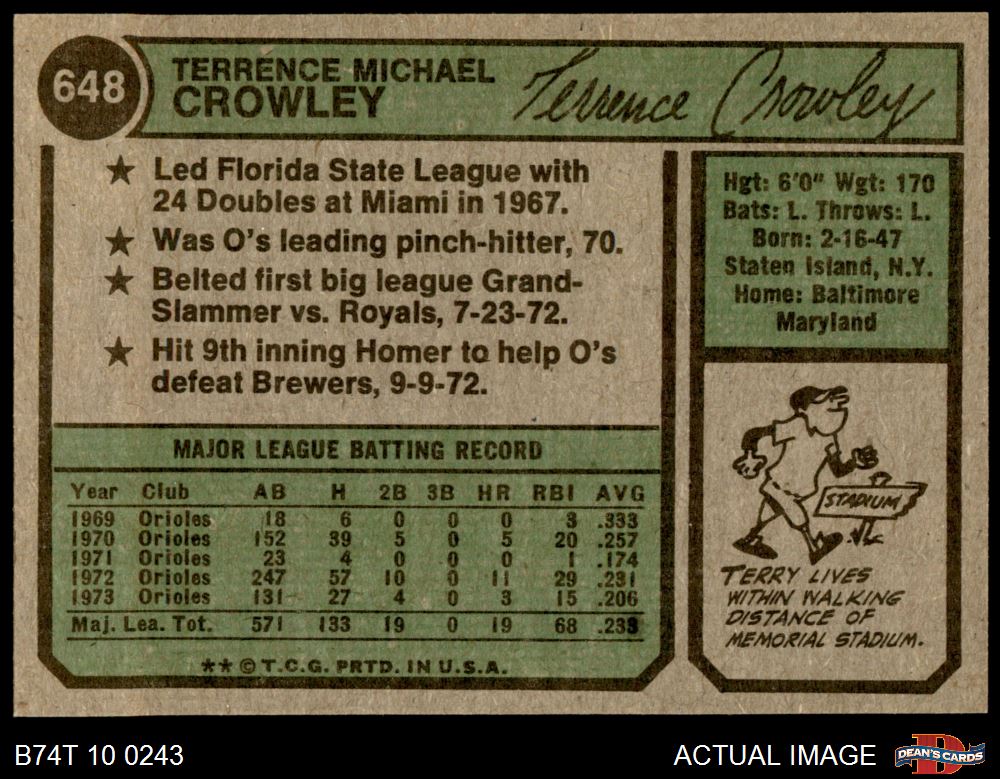 648
TERRENCE MICHAEL
CROWLEY
Terrence Crowley
★ Led Florida State League with
24 Doubles at Miami in 1967.
★ Was O's leading pinch-hitter, 70.
★ Belted first big league Grand-
Slammer vs. Royals, 7-23-72.
★ Hit 9th inning Homer to help O's
defeat Brewers, 9-9-72.
Hgt: 6'0" Wgt: 170
Bats: L. Throws: L.
Born: 2-16-47
Staten Island, N.Y.
Home: Baltimore
Maryland
MAJOR LEAGUE BATTING RECORD
Year Club AB H 2B 3B HR RBI AVG
1969 Orioles 18 6 0 0 0 3 .333
1970 Orioles 152 39 5 0 5 20 .257
1971 Orioles 23 4 0 0 0 1 .174
1972 Orioles 247 57 10 0 11 29 .231
1973 Orioles 131 27 4 0 3 15 .206
Maj. Lea. Tot. 571 133 19 0 19 68 .233
★★ © T.C.G. PRTD. IN U.S.A.
STADIUM
TERRY LIVES
WITHIN WALKING
DISTANCE OF
MEMORIAL STADIUM.
B74T 10 0243
ACTUAL IMAGE
DEAN'S CARDS